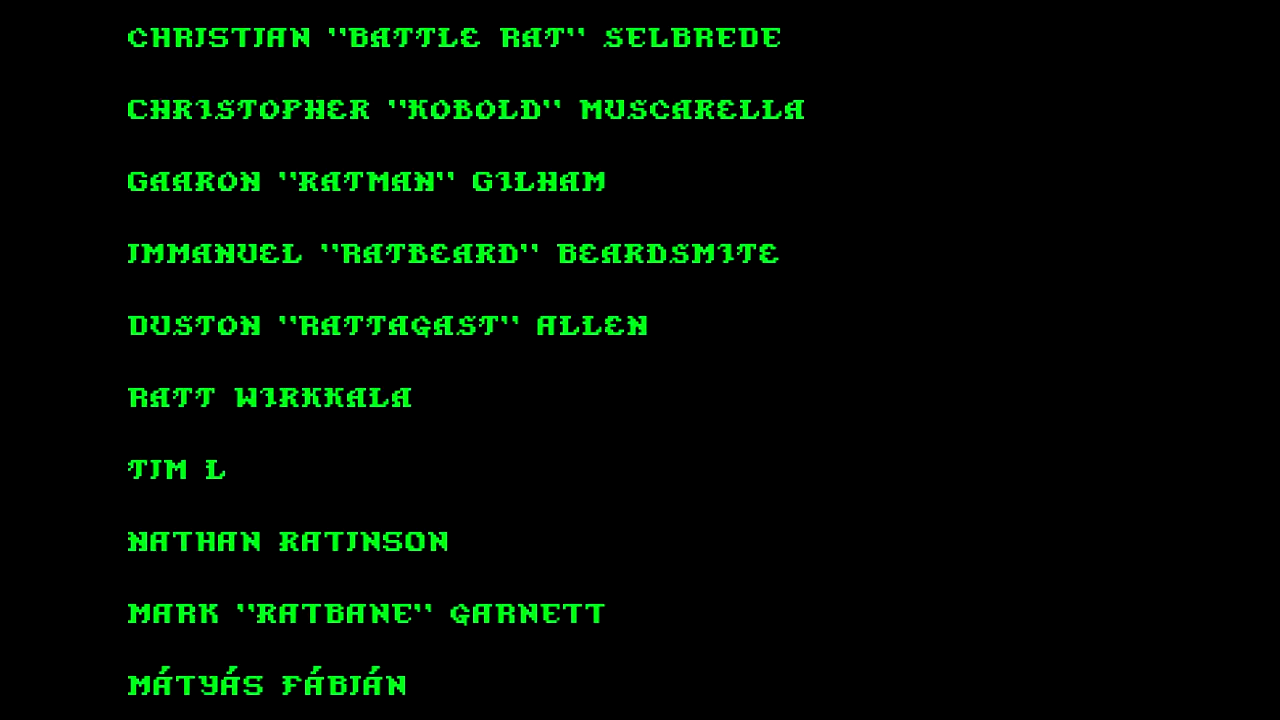 CHRISTIAN "BATTLE RAT" SELBREDE
CHRISTOPHER "KOBOLD" MUSCARELLA
GAARON "RATMAN" GILHAM
IMMANUEL "RATBEARD" BEARDSMITE
DUSTON "RATTAGAST" ALLEN
RATT WIRKKALA
TIM L
NATHAN RATINSON
MARK "RATBANE" GARNETT
MÁTYÁS FÁBIÁN